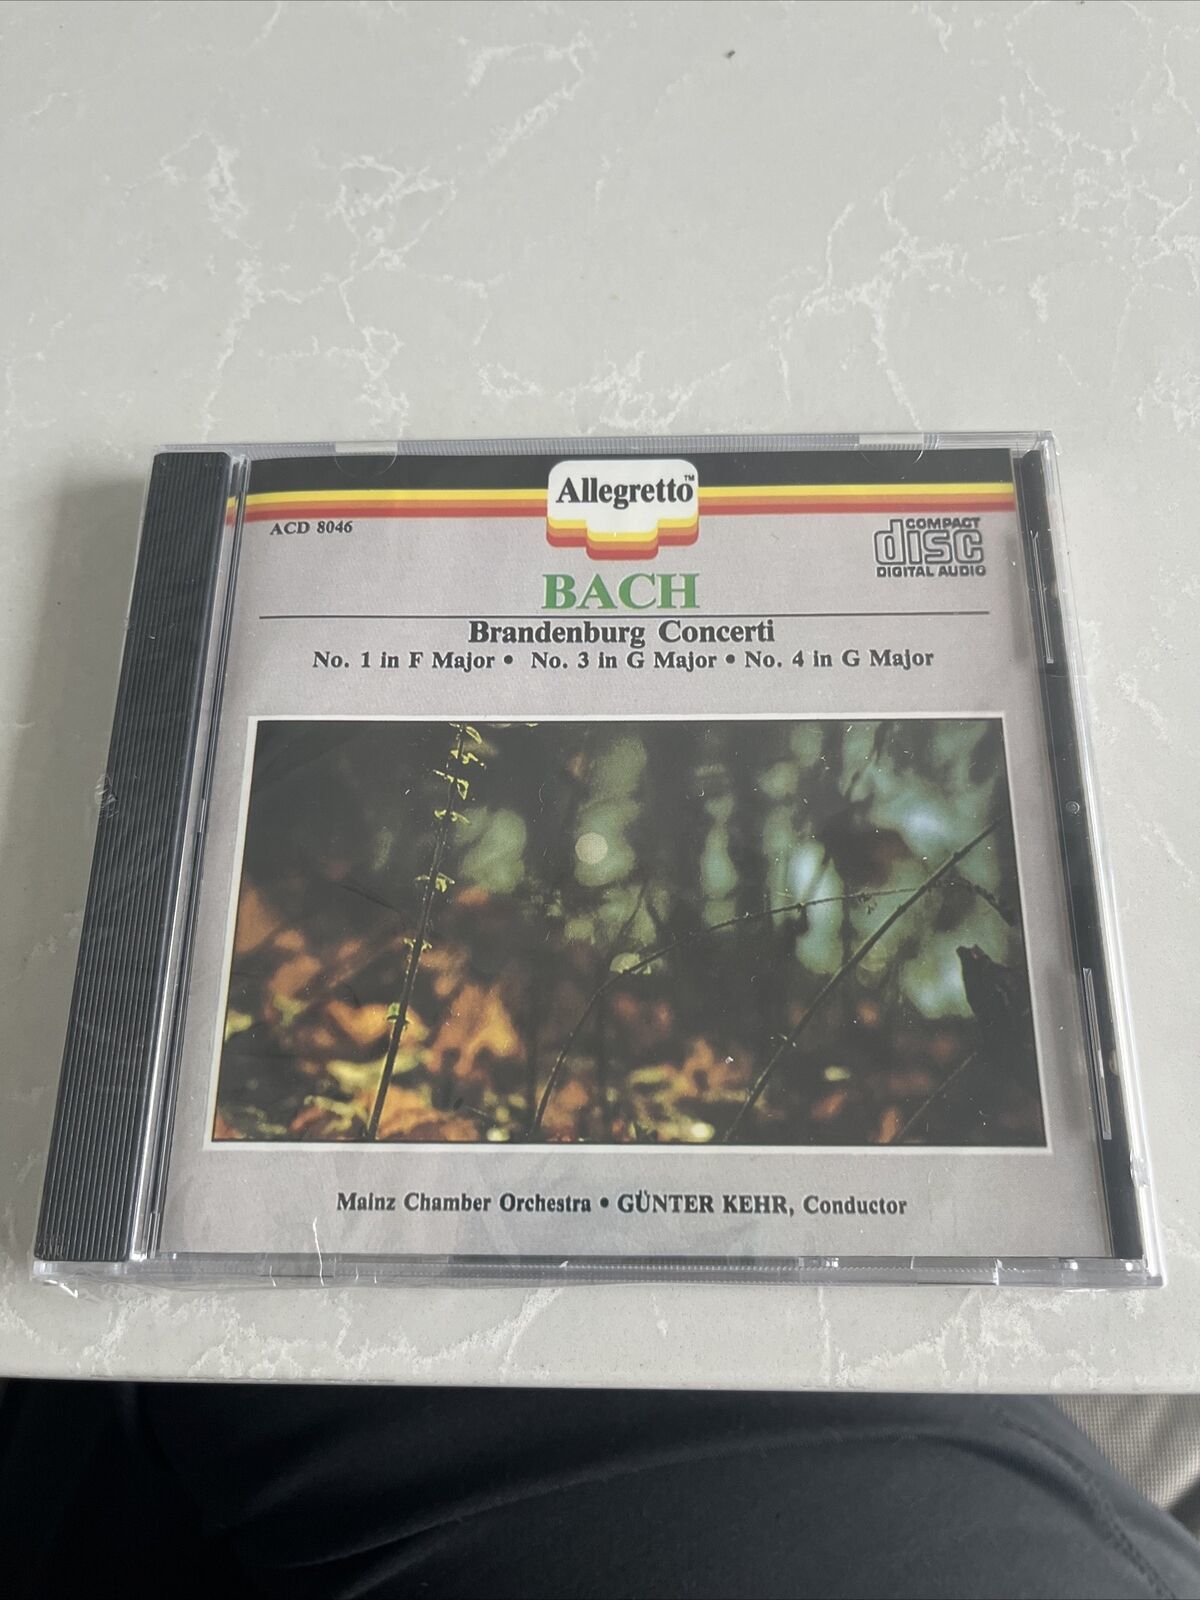 Allegretto™
ACD 8046
COMPACT
disc
DIGITAL AUDIO
BACH
Brandenburg Concerti
No. 1 in F Major • No. 3 in G Major • No. 4 in G Major
Mainz Chamber Orchestra • GÜNTER KEHR, Conductor